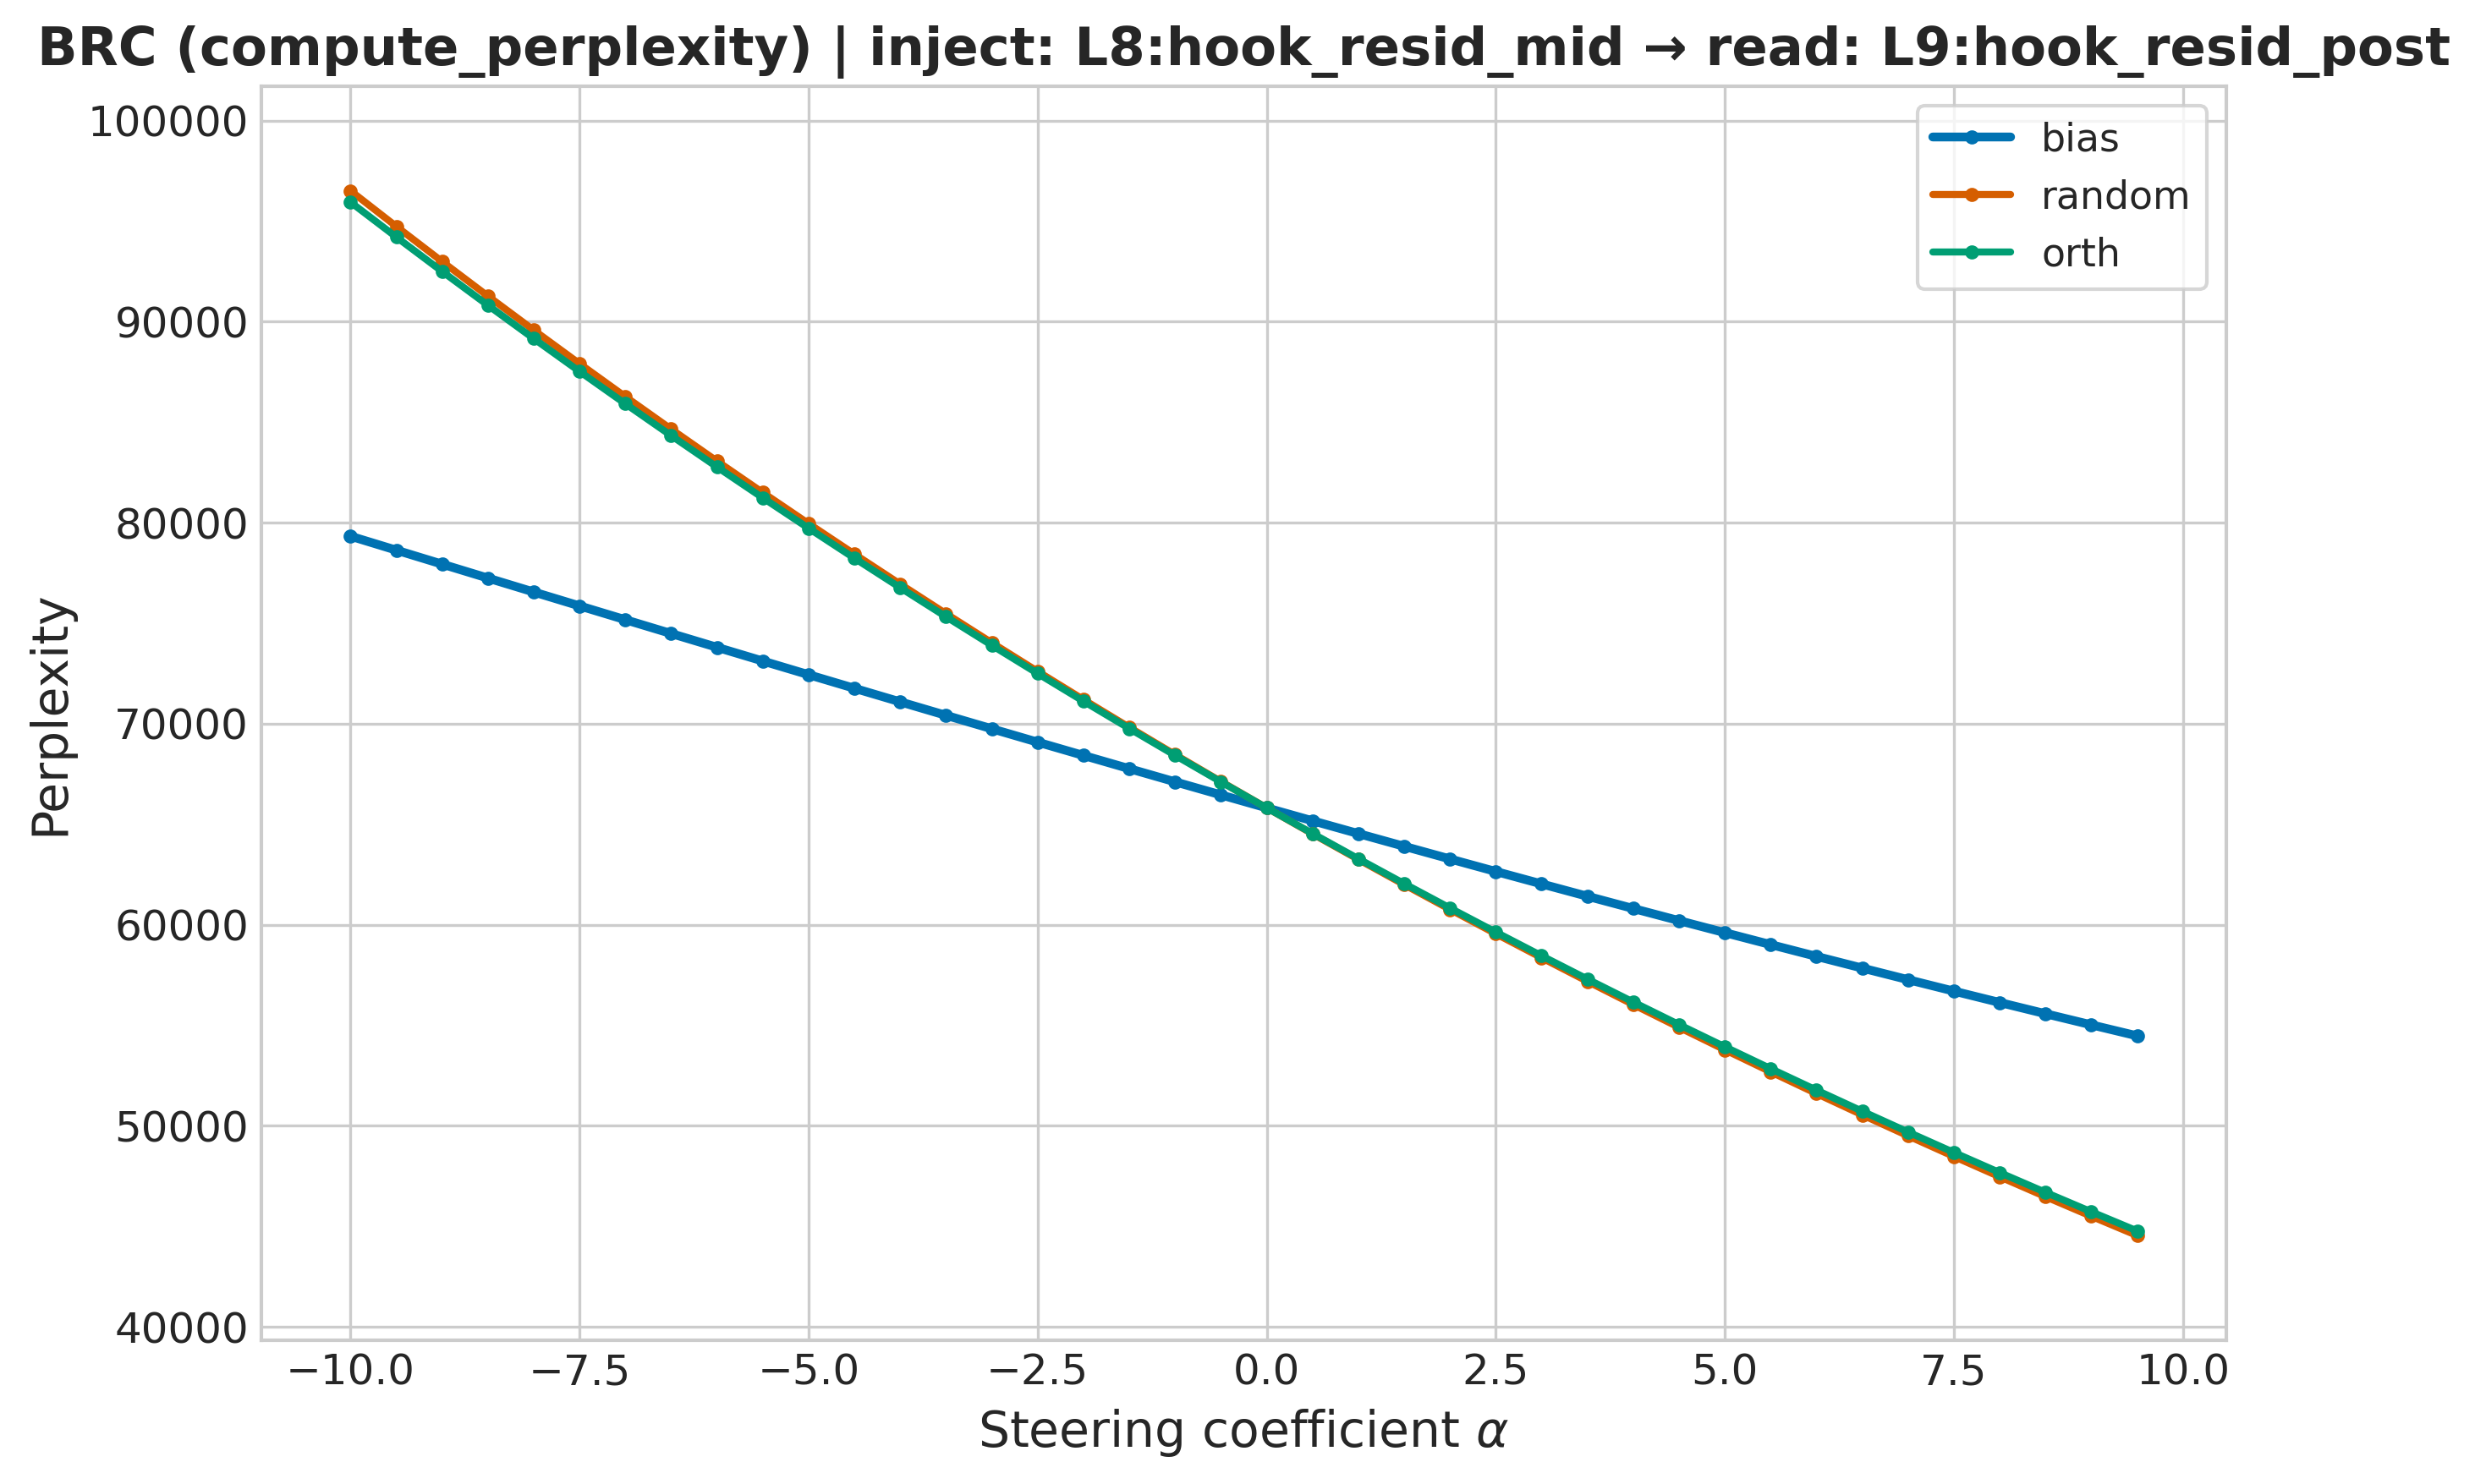 BRC (compute_perplexity) | inject: L8:hook_resid_mid → read: L9:hook_resid_post
100000
90000
80000
70000
60000
50000
40000
Perplexity
bias
random
orth
−10.0 −7.5 −5.0 −2.5 0.0 2.5 5.0 7.5 10.0
Steering coefficient α